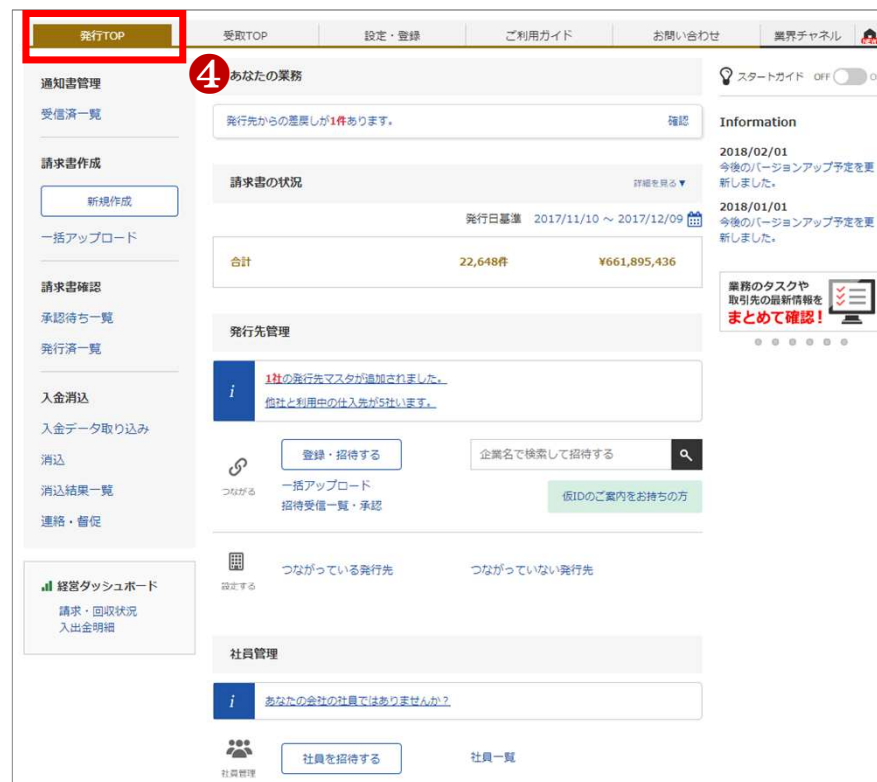 発行TOP
受取TOP
設定・登録
ご利用ガイド
お問い合わせ
業界チャネル
NEW
4
通知書管理
受信済一覧
請求書作成
新規作成
一括アップロード
請求書確認
承認待ち一覧
発行済一覧
入金消込
入金データ取り込み
消込
消込結果一覧
連絡・督促
経営ダッシュボード
請求・回収状況
入出金明細
あなたの業務
発行先からの差戻しが1件あります。
確認
請求書の状況
詳細を見る▼
発行日基準 2017/11/10 ～ 2017/12/09
合計 22,648件 ¥661,895,436
発行先管理
i
1社の発行先マスタが追加されました。
他社と利用中の仕入先が5社います。
つながる
登録・招待する
企業名で検索して招待する
一括アップロード
招待受信一覧・承認
仮IDのご案内をお持ちの方
設定する
つながっている発行先
つながっていない発行先
社員管理
i
あなたの会社の社員ではありませんか？
社員管理
社員を招待する
社員一覧
スタートガイド OFF O
Information
2018/02/01
今後のバージョンアップ予定を更
新しました。
2018/01/01
今後のバージョンアップ予定を更
新しました。
業務のタスクや
取引先の最新情報を
まとめて確認！